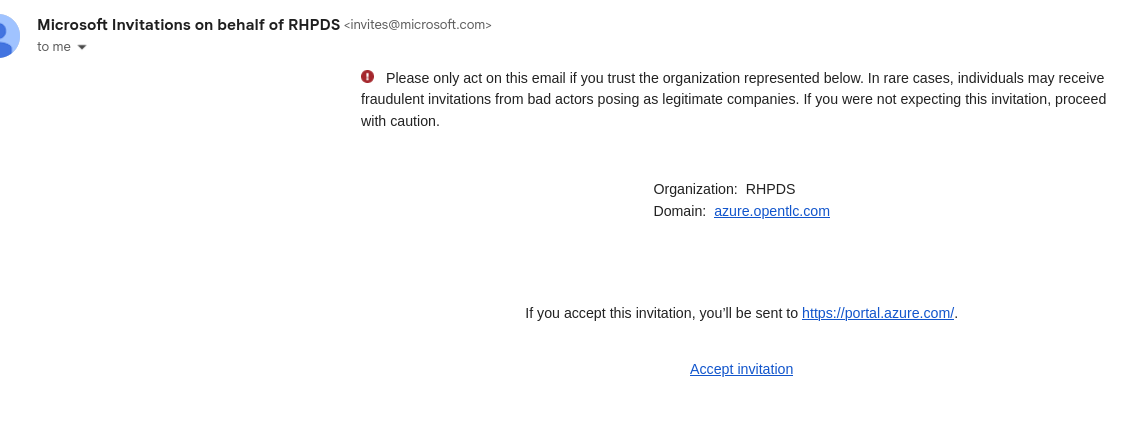 Microsoft Invitations on behalf of RHPDS <invites@microsoft.com>
to me
Please only act on this email if you trust the organization represented below. In rare cases, individuals may receive
fraudulent invitations from bad actors posing as legitimate companies. If you were not expecting this invitation, proceed
with caution.
Organization: RHPDS
Domain: azure.opentlc.com
If you accept this invitation, you’ll be sent to https://portal.azure.com/.
Accept invitation